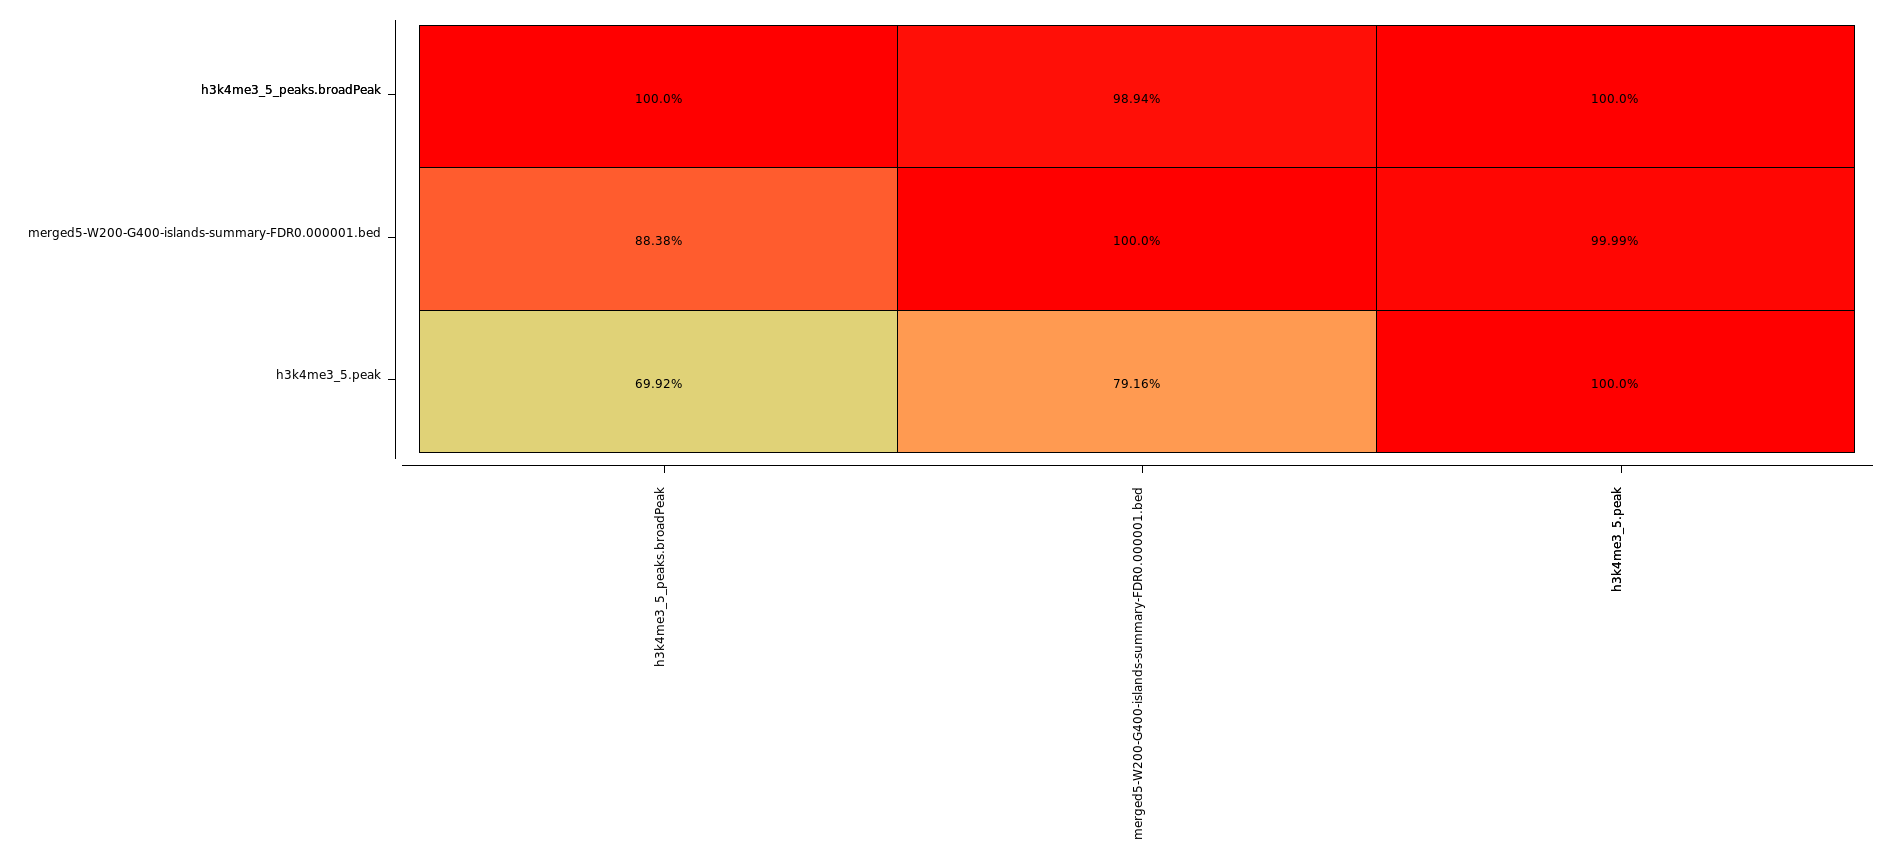 h3k4me3_5_peaks.broadPeak
100.0%
98.94%
100.0%
merged5-W200-G400-islands-summary-FDR0.000001.bed
88.38%
100.0%
99.99%
h3k4me3_5.peak
69.92%
79.16%
100.0%
h3k4me3_5_peaks.broadPeak
merged5-W200-G400-islands-summary-FDR0.000001.bed
h3k4me3_5.peak